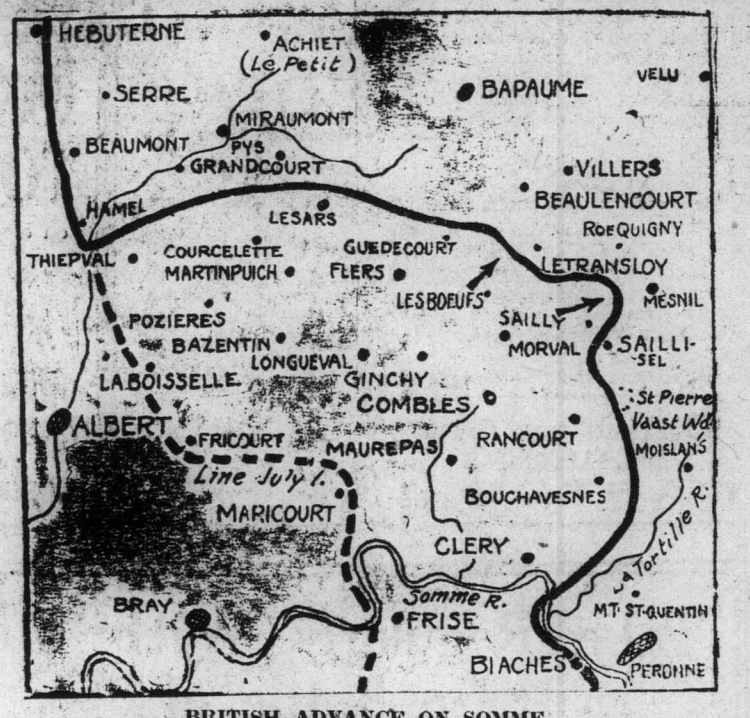 HEBUTERNE
ACHIET
(Le Petit)
VELU
BAPAUME
SERRE
MIRAUMONT
BEAUMONT
PYS
GRANDCOURT
VILLERS
BEAULENCOURT
HAMEL
LESARS
ROEQUIGNY
THIEPVAL
COURCELETTE
GUEDECOURT
MARTINPUICH
FLERS
LETRANSLOY
LESBOEUFS
MESNIL
POZIERES
SAILLY
BAZENTIN
MORVAL
SAILLI-
SEL
LONGUEVAL
LABOISSELLE
GINCHY
COMBLES
St Pierre
Vaast Wd.
ALBERT
FRICOURT
MAUREPAS
RANCOURT
MOISLANS
Line July 1.
BOUCHAVESNES
MARICOURT
CLERY
La Tortille R.
BRAY
Somme R.
FRISE
MT. ST. QUENTIN
BIACHES
PERONNE
BRITISH ADVANCE ON SOMME